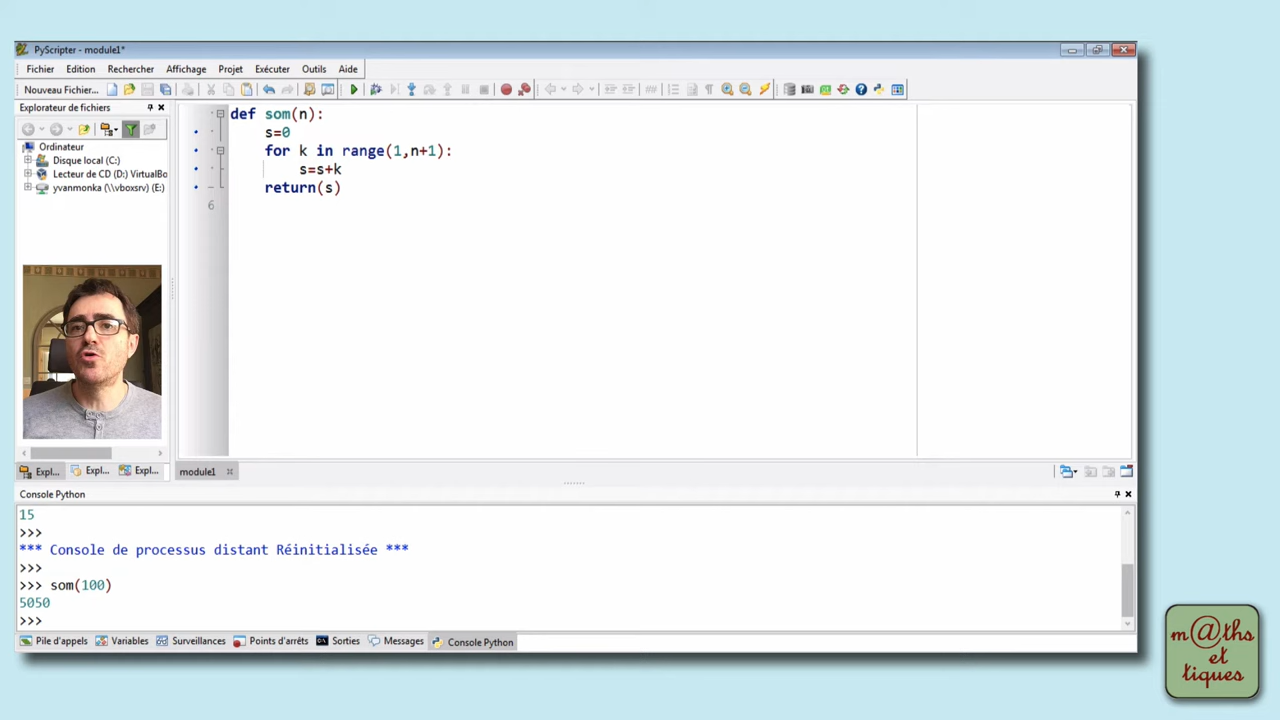 PyScripter - module1*
Fichier Edition Rechercher Affichage Projet Exécuter Outils Aide
Nouveau Fichier...
Explorateur de fichiers
Ordinateur
Disque local (C:)
Lecteur de CD (D:) VirtualBo
yvanmonka (\\vboxsrv) (E:)
def som(n):
s=0
for k in range(1,n+1):
s=s+k
return(s)
6
Expl... Expl... Expl...
module1
Console Python
15
>>>
*** Console de processus distant Réinitialisée ***
>>>
>>> som(100)
5050
>>>
Pile d'appels Variables Surveillances Points d'arrêts Sorties Messages Console Python
m@ths
et
tiques